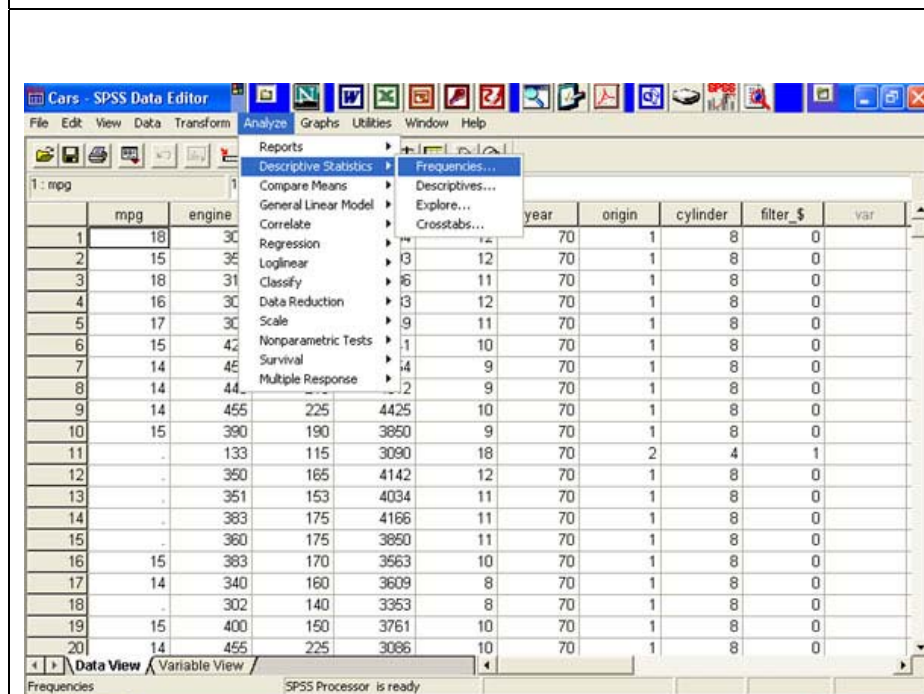 Cars - SPSS Data Editor
File Edit View Data Transform Analyze Graphs Utilities Window Help
Reports
Descriptive Statistics
Compare Means
General Linear Model
Correlate
Regression
Loglinear
Classify
Data Reduction
Scale
Nonparametric Tests
Survival
Multiple Response
Frequencies...
Descriptives...
Explore...
Crosstabs...
1 : mpg 1
mpg engine year origin cylinder filter_$ var
1 18 70 1 8 0
2 15 12 70 1 8 0
3 18 11 70 1 8 0
4 16 12 70 1 8 0
5 17 11 70 1 8 0
6 15 10 70 1 8 0
7 14 9 70 1 8 0
8 14 9 70 1 8 0
9 14 455 225 4425 10 70 1 8 0
10 15 390 190 3850 9 70 1 8 0
11 . 133 115 3090 18 70 2 4 1
12 . 350 165 4142 12 70 1 8 0
13 . 351 153 4034 11 70 1 8 0
14 . 383 175 4166 11 70 1 8 0
15 . 360 175 3850 11 70 1 8 0
16 15 383 170 3563 10 70 1 8 0
17 14 340 160 3609 8 70 1 8 0
18 . 302 140 3353 8 70 1 8 0
19 15 400 150 3761 10 70 1 8 0
20 14 455 225 3086 10 70 1 8 0
Data View Variable View
Frequencies SPSS Processor is ready